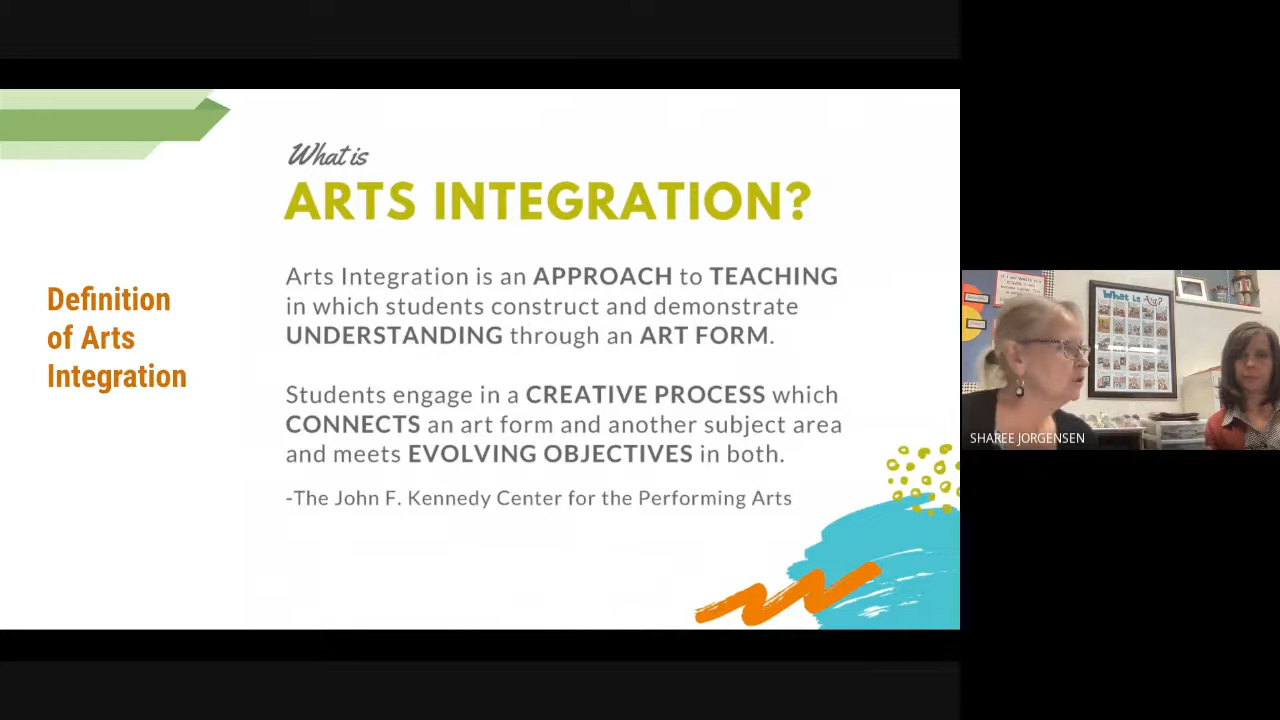 Definition
of Arts
Integration
What is
ARTS INTEGRATION?
Arts Integration is an APPROACH to TEACHING
in which students construct and demonstrate
UNDERSTANDING through an ART FORM.
Students engage in a CREATIVE PROCESS which
CONNECTS an art form and another subject area
and meets EVOLVING OBJECTIVES in both.
-The John F. Kennedy Center for the Performing Arts
What is Art?
SHAREE JORGENSEN